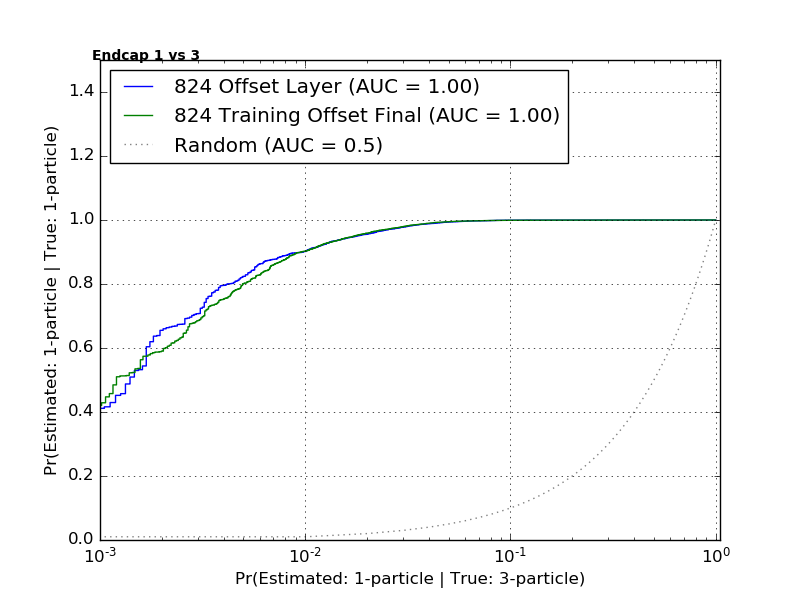 Endcap 1 vs 3
824 Offset Layer (AUC = 1.00)
824 Training Offset Final (AUC = 1.00)
Random (AUC = 0.5)
Pr(Estimated: 1-particle | True: 1-particle)
1.4
1.2
1.0
0.8
0.6
0.4
0.2
0.0
10⁻³ 10⁻² 10⁻¹ 10⁰
Pr(Estimated: 1-particle | True: 3-particle)